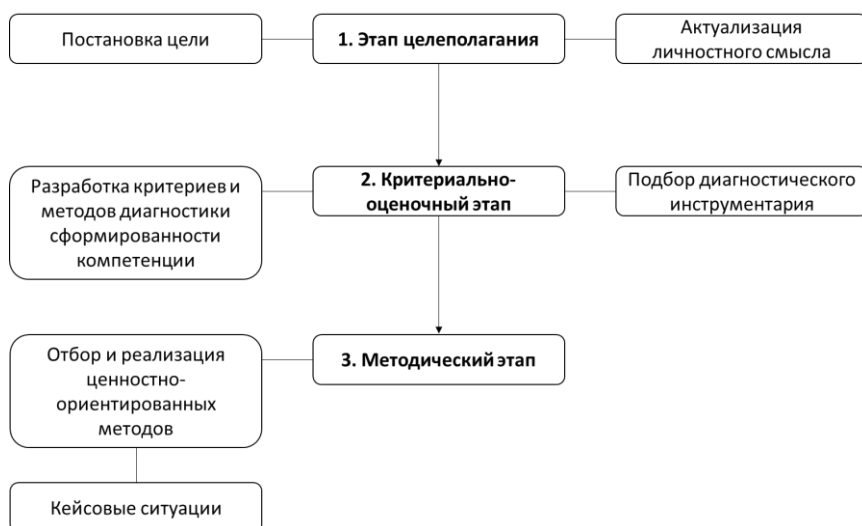 Постановка цели
1. Этап целеполагания
Актуализация
личностного смысла
Разработка критериев и
методов диагностики
сформированности
компетенции
2. Критериально-
оценочный этап
Подбор диагностического
инструментария
Отбор и реализация
ценностно-
ориентированных
методов
3. Методический этап
Кейсовые ситуации